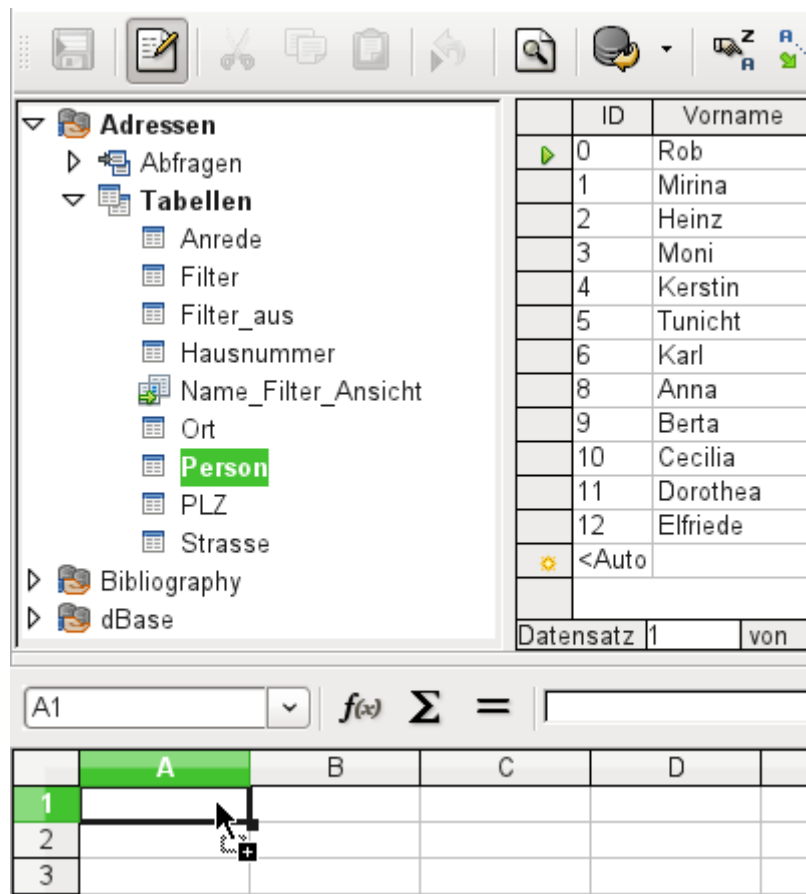 Z
A
A
Adressen
Abfragen
Tabellen
Anrede
Filter
Filter_aus
Hausnummer
Name_Filter_Ansicht
Ort
Person
PLZ
Strasse
Bibliography
dBase
ID Vorname
0 Rob
1 Mirina
2 Heinz
3 Moni
4 Kerstin
5 Tunicht
6 Karl
8 Anna
9 Berta
10 Cecilia
11 Dorothea
12 Elfriede
<Auto
Datensatz 1 von
A1 f(x) Σ =
A B C D
1
2
3